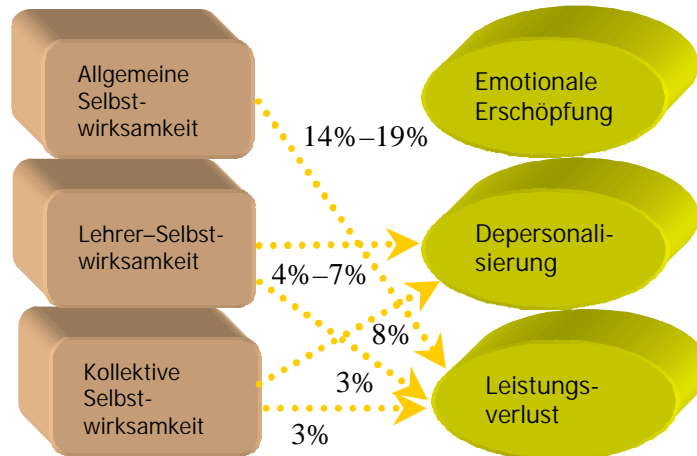 Allgemeine
Selbst-
wirksamkeit
Emotionale
Erschöpfung
14%–19%
Lehrer–Selbst-
wirksamkeit
Depersonali-
sierung
4%–7%
8%
Kollektive
Selbst-
wirksamkeit
3%
3%
Leistungs-
verlust